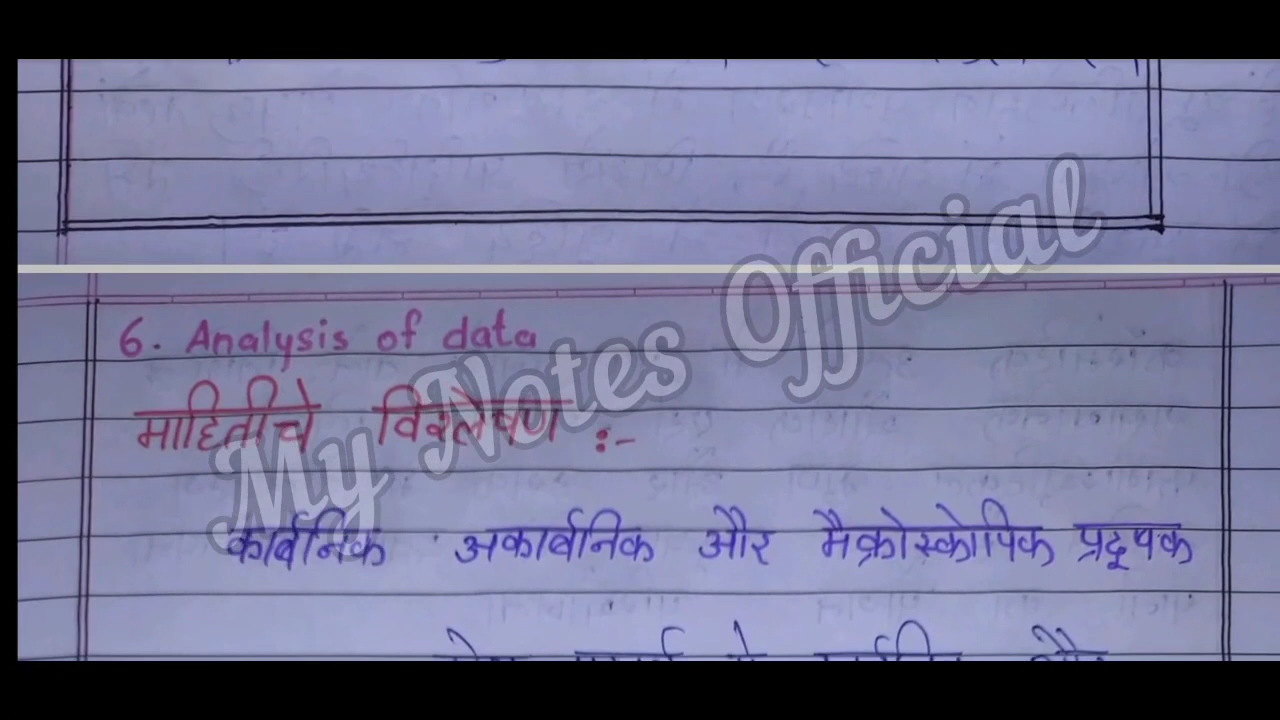 6. Analysis of data
माहितीचे विश्लेषण :-
कार्बनिक अकार्बनिक और मैक्रोस्कोपिक प्रदूषक
My Notes Official